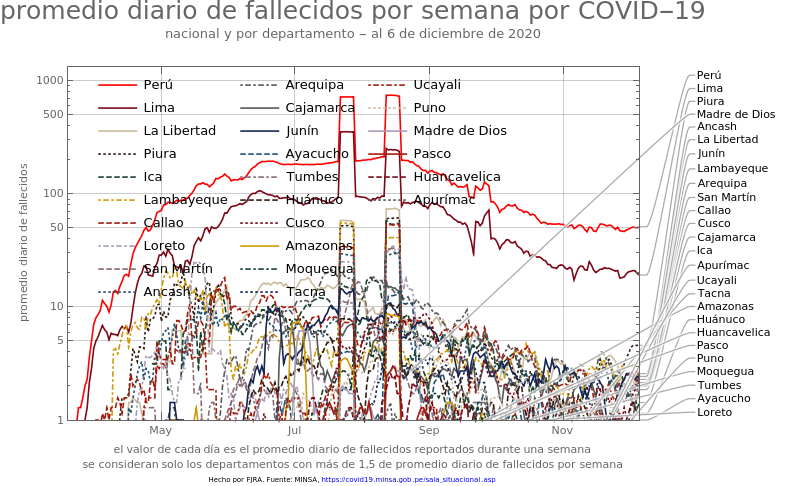 promedio diario de fallecidos por semana por COVID–19
nacional y por departamento – al 6 de diciembre de 2020
promedio diario de fallecidos
1000
500
100
50
10
5
1
May
Jul
Sep
Nov
Perú
Lima
La Libertad
Piura
Ica
Lambayeque
Callao
Loreto
San Martín
Ancash
Arequipa
Cajamarca
Junín
Ayacucho
Tumbes
Huánuco
Cusco
Amazonas
Moquegua
Tacna
Ucayali
Puno
Madre de Dios
Pasco
Huancavelica
Apurímac
Perú
Lima
Piura
Madre de Dios
Ancash
La Libertad
Junín
Lambayeque
Arequipa
San Martín
Callao
Cusco
Cajamarca
Ica
Apurímac
Ucayali
Tacna
Amazonas
Huánuco
Huancavelica
Pasco
Puno
Moquegua
Tumbes
Ayacucho
Loreto
el valor de cada día es el promedio diario de fallecidos reportados durante una semana
se consideran solo los departamentos con más de 1,5 de promedio diario de fallecidos por semana
Hecho por FJRA. Fuente: MINSA, https://covid19.minsa.gob.pe/sala_situacional.asp